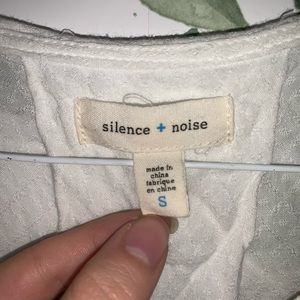 silence + noise
made in
china
fabriqué
en chine
S